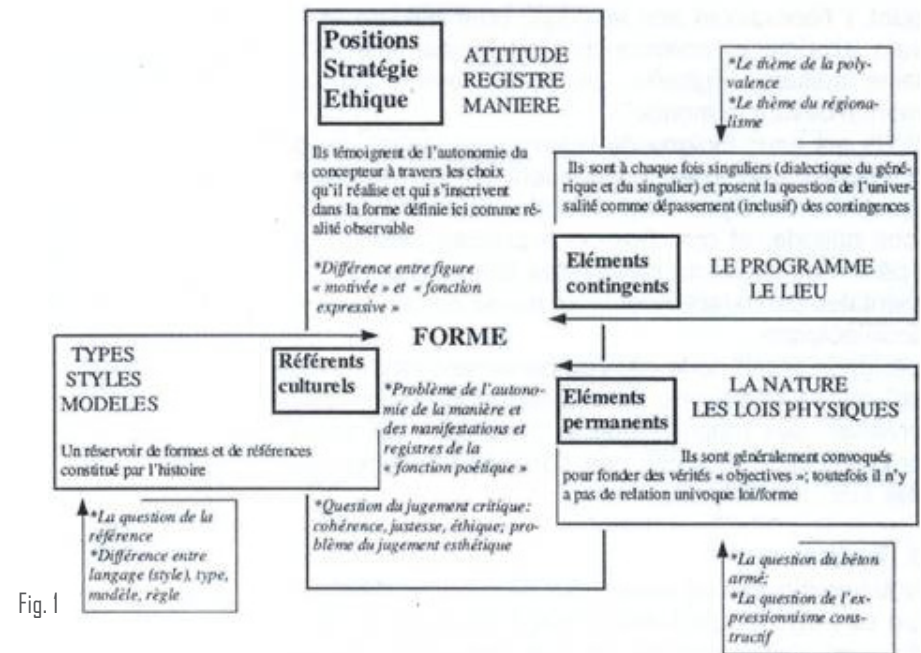 Positions
Stratégie
Ethique
ATTITUDE
REGISTRE
MANIERE
Ils témoignent de l'autonomie du
concepteur à travers les choix
qu'il réalise et qui s'inscrivent
dans la forme définie ici comme ré-
alité observable
*Différence entre figure
« motivée » et « fonction
expressive »
FORME
*Problème de l'autono-
mie de la manière et
des manifestations et
registres de la
« fonction poétique »
*Question du jugement critique:
cohérence, justesse, éthique; pro-
blème du jugement esthétique
*Le thème de la poly-
valence
*Le thème du régiona-
lisme
Ils sont à chaque fois singuliers (dialectique du géné-
rique et du singulier) et posent la question de l'univer-
salité comme dépassement (inclusif) des contingences
Eléments
contingents
LE PROGRAMME
LE LIEU
TYPES
STYLES
MODELES
Référents
culturels
Un réservoir de formes et de références
constitué par l'histoire
*La question de la
référence
*Différence entre
langage (style), type,
modèle, règle
Eléments
permanents
LA NATURE
LES LOIS PHYSIQUES
Ils sont généralement convoqués
pour fonder des vérités « objectives »; toutefois il n'y
a pas de relation univoque loi/forme
*La question du béton
armé;
*La question de l'ex-
pressionnisme cons-
tructif
Fig. 1